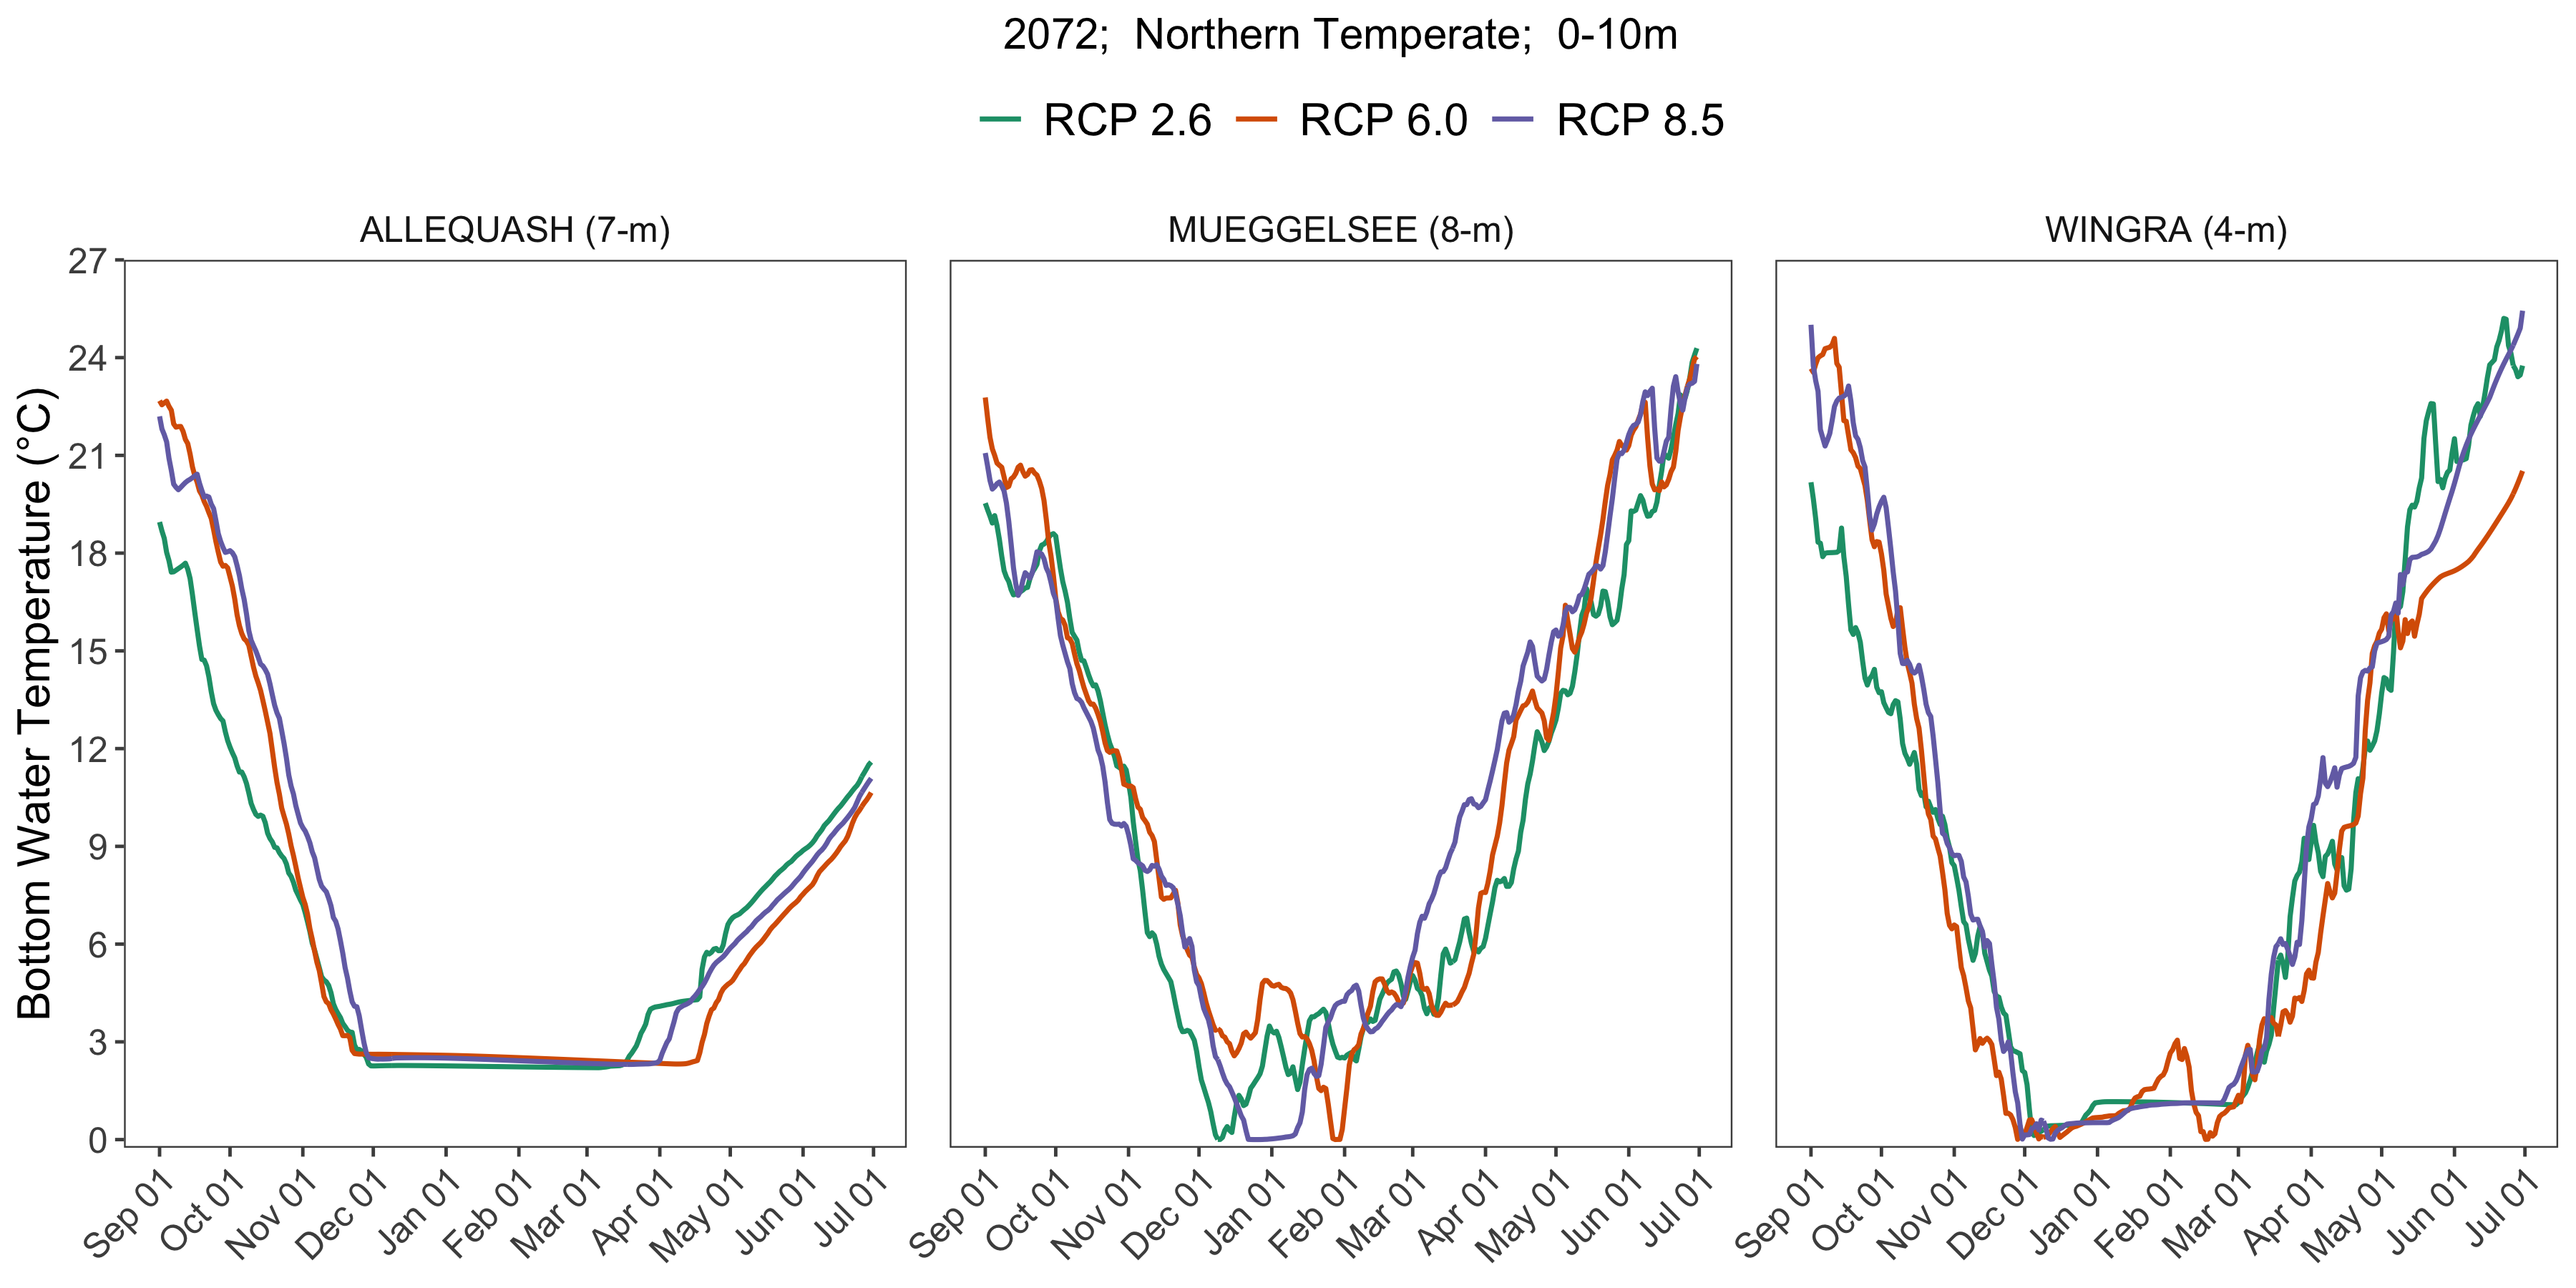 2072;  Northern Temperate;  0-10m
RCP 2.6 RCP 6.0 RCP 8.5
ALLEQUASH (7-m) MUEGGELSEE (8-m) WINGRA (4-m)
Bottom Water Temperature (°C)
27
24
21
18
15
12
9
6
3
0
Sep 01 Oct 01 Nov 01 Dec 01 Jan 01 Feb 01 Mar 01 Apr 01 May 01 Jun 01 Jul 01 Sep 01 Oct 01 Nov 01 Dec 01 Jan 01 Feb 01 Mar 01 Apr 01 May 01 Jun 01 Jul 01 Sep 01 Oct 01 Nov 01 Dec 01 Jan 01 Feb 01 Mar 01 Apr 01 May 01 Jun 01 Jul 01